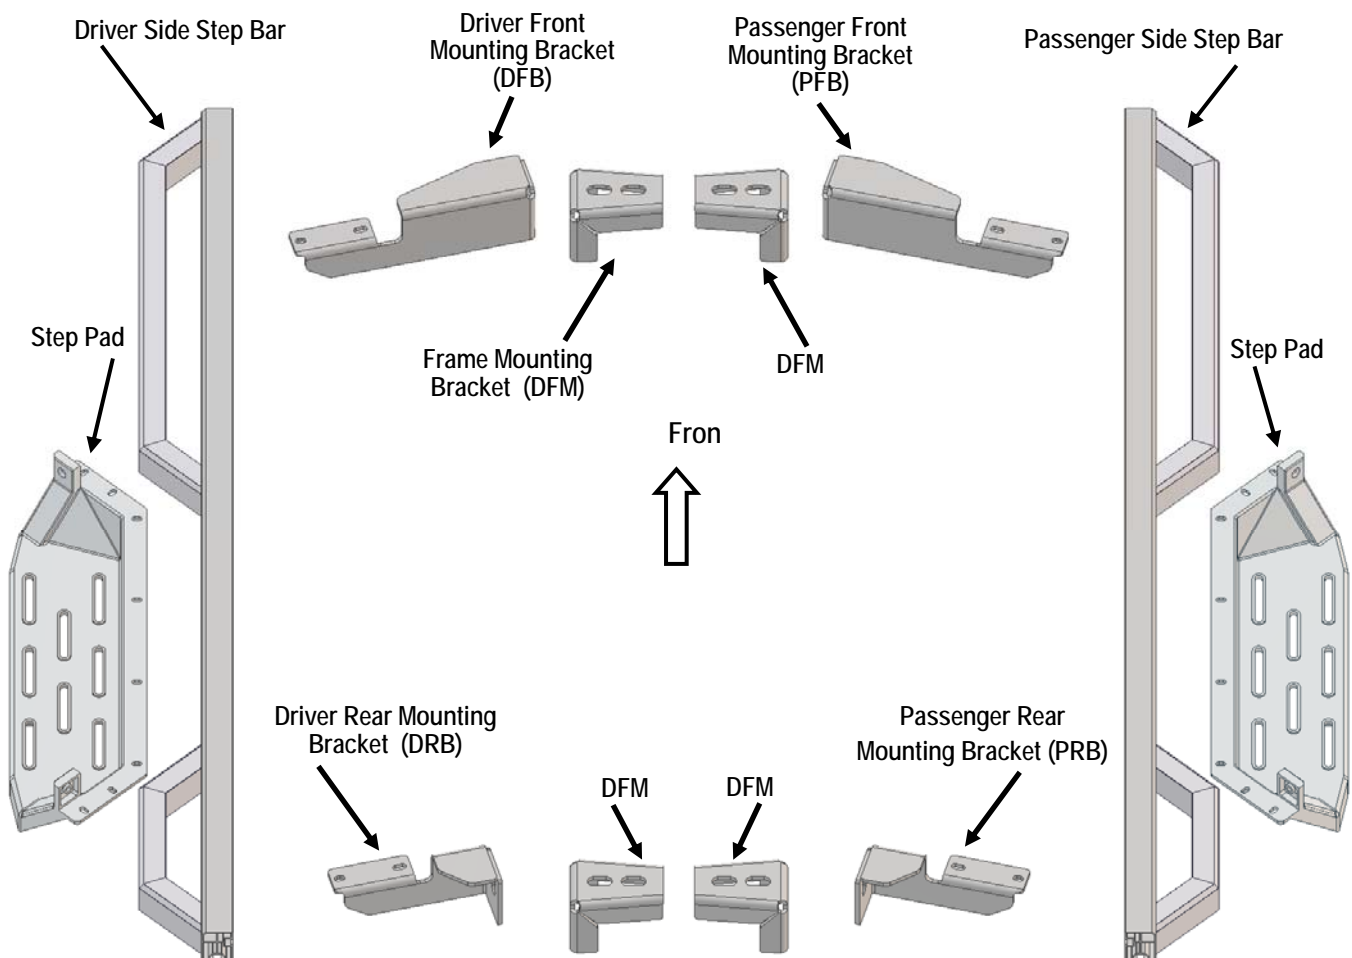 Driver Side Step Bar
Driver Front
Mounting Bracket
(DFB)
Passenger Front
Mounting Bracket
(PFB)
Passenger Side Step Bar
Step Pad
Frame Mounting
Bracket (DFM)
DFM
Step Pad
Fron
Driver Rear Mounting
Bracket (DRB)
Passenger Rear
Mounting Bracket (PRB)
DFM
DFM